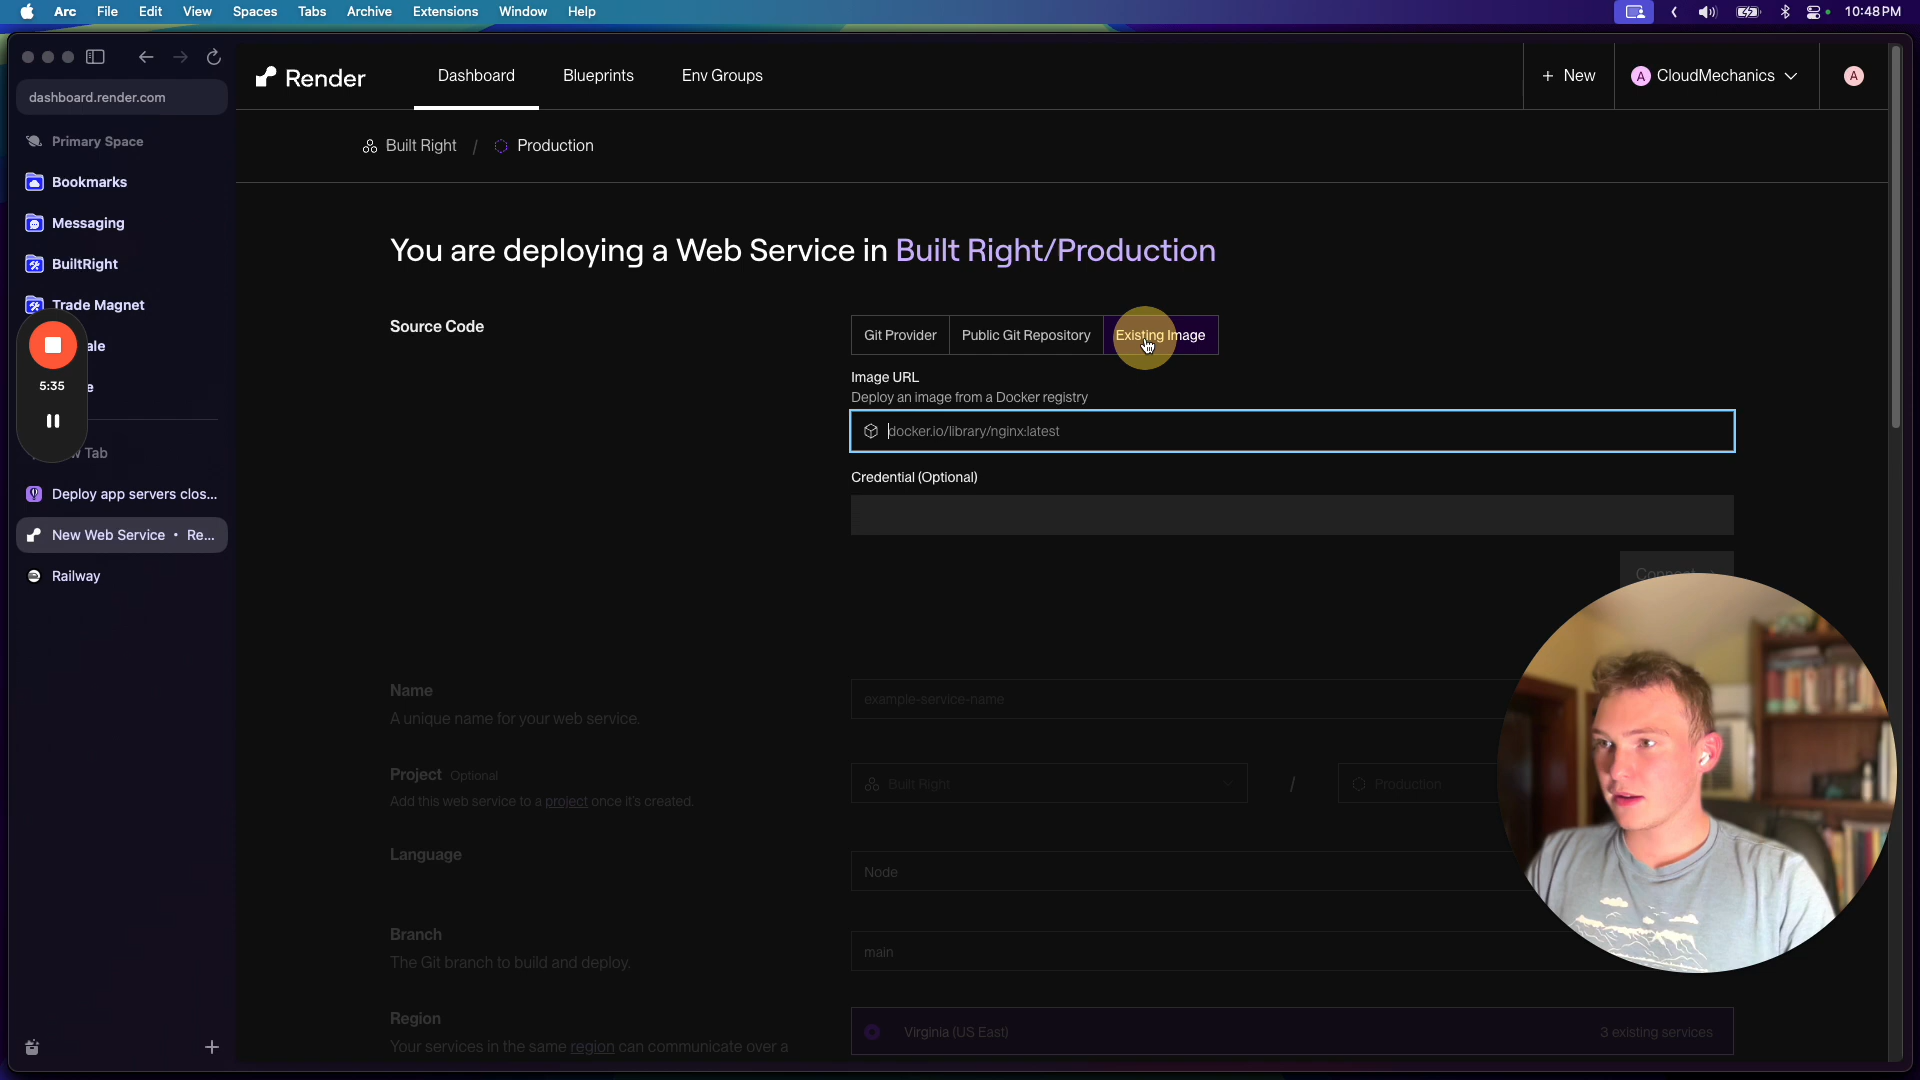 Arc File Edit View Spaces Tabs Archive Extensions Window Help 10:48 PM
dashboard.render.com
Primary Space
Bookmarks
Messaging
BuiltRight
Trade Magnet
ale
e
5:35
Tab
Deploy app servers clos...
New Web Service • Re...
Railway
Render Dashboard Blueprints Env Groups + New A CloudMechanics A
Built Right / Production
You are deploying a Web Service in Built Right/Production
Source Code
Git Provider Public Git Repository Existing Image
Image URL
Deploy an image from a Docker registry
docker.io/library/nginx:latest
Credential (Optional)
Connect
Name
A unique name for your web service.
example-service-name
Project Optional
Add this web service to a project once it's created.
Built Right / Production
Language
Node
Branch
The Git branch to build and deploy.
main
Region
Your services in the same region can communicate over a
Virginia (US East) 3 existing services